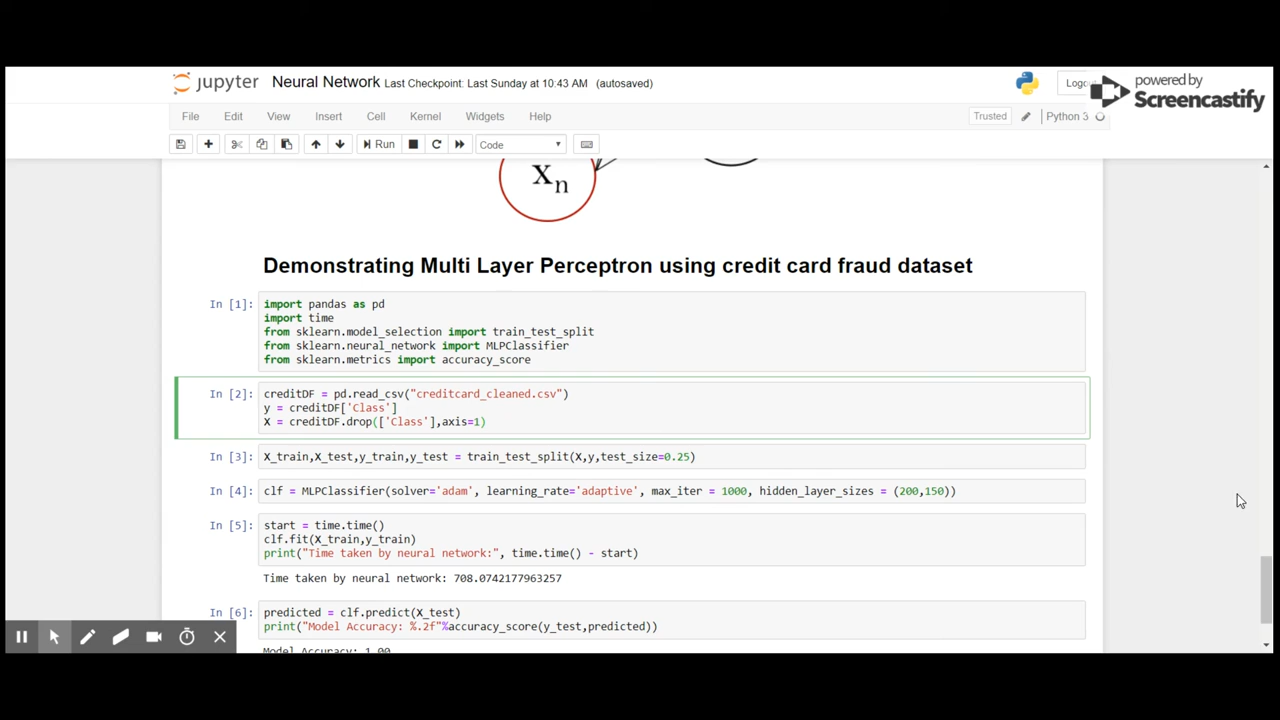 jupyter Neural Network Last Checkpoint: Last Sunday at 10:43 AM (autosaved)
powered by
Screencastify
File Edit View Insert Cell Kernel Widgets Help
Trusted Python 3
Run Code
Xn
Demonstrating Multi Layer Perceptron using credit card fraud dataset
In [1]: import pandas as pd
import time
from sklearn.model_selection import train_test_split
from sklearn.neural_network import MLPClassifier
from sklearn.metrics import accuracy_score
In [2]: creditDF = pd.read_csv("creditcard_cleaned.csv")
y = creditDF['Class']
X = creditDF.drop(['Class'],axis=1)
In [3]: X_train,X_test,y_train,y_test = train_test_split(X,y,test_size=0.25)
In [4]: clf = MLPClassifier(solver='adam', learning_rate='adaptive', max_iter = 1000, hidden_layer_sizes = (200,150))
In [5]: start = time.time()
clf.fit(X_train,y_train)
print("Time taken by neural network:", time.time() - start)
Time taken by neural network: 708.0742177963257
In [6]: predicted = clf.predict(X_test)
print("Model Accuracy: %.2f"%accuracy_score(y_test,predicted))
Model Accuracy: 1.00